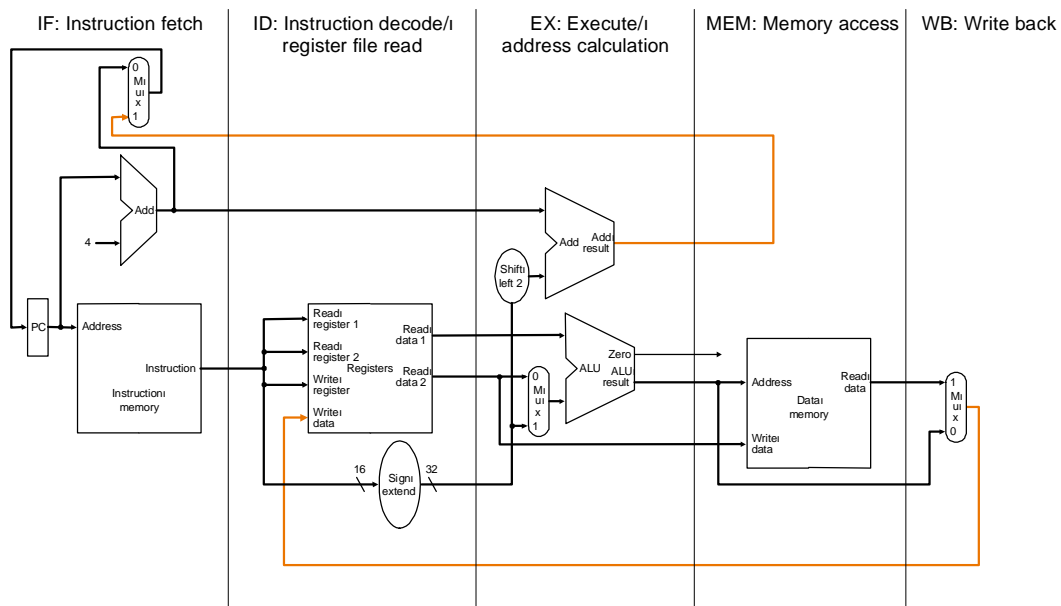 IF: Instruction fetch
ID: Instruction decode/ı
register file read
EX: Execute/ı
address calculation
MEM: Memory access
WB: Write back
0
Mı
uı
x
1
Add
4
Add
Addı
result
Shiftı
left 2
PC
Address
Instruction
Instructionı
memory
Readı
register 1
Readı
register 2
Registers
Writeı
register
Writeı
data
Readı
data 1
Readı
data 2
0
Mı
uı
x
1
Zero
ALU
ALUı
result
Address
Readı
data
Dataı
memory
Writeı
data
1
Mı
uı
x
0
16
Signı
extend
32